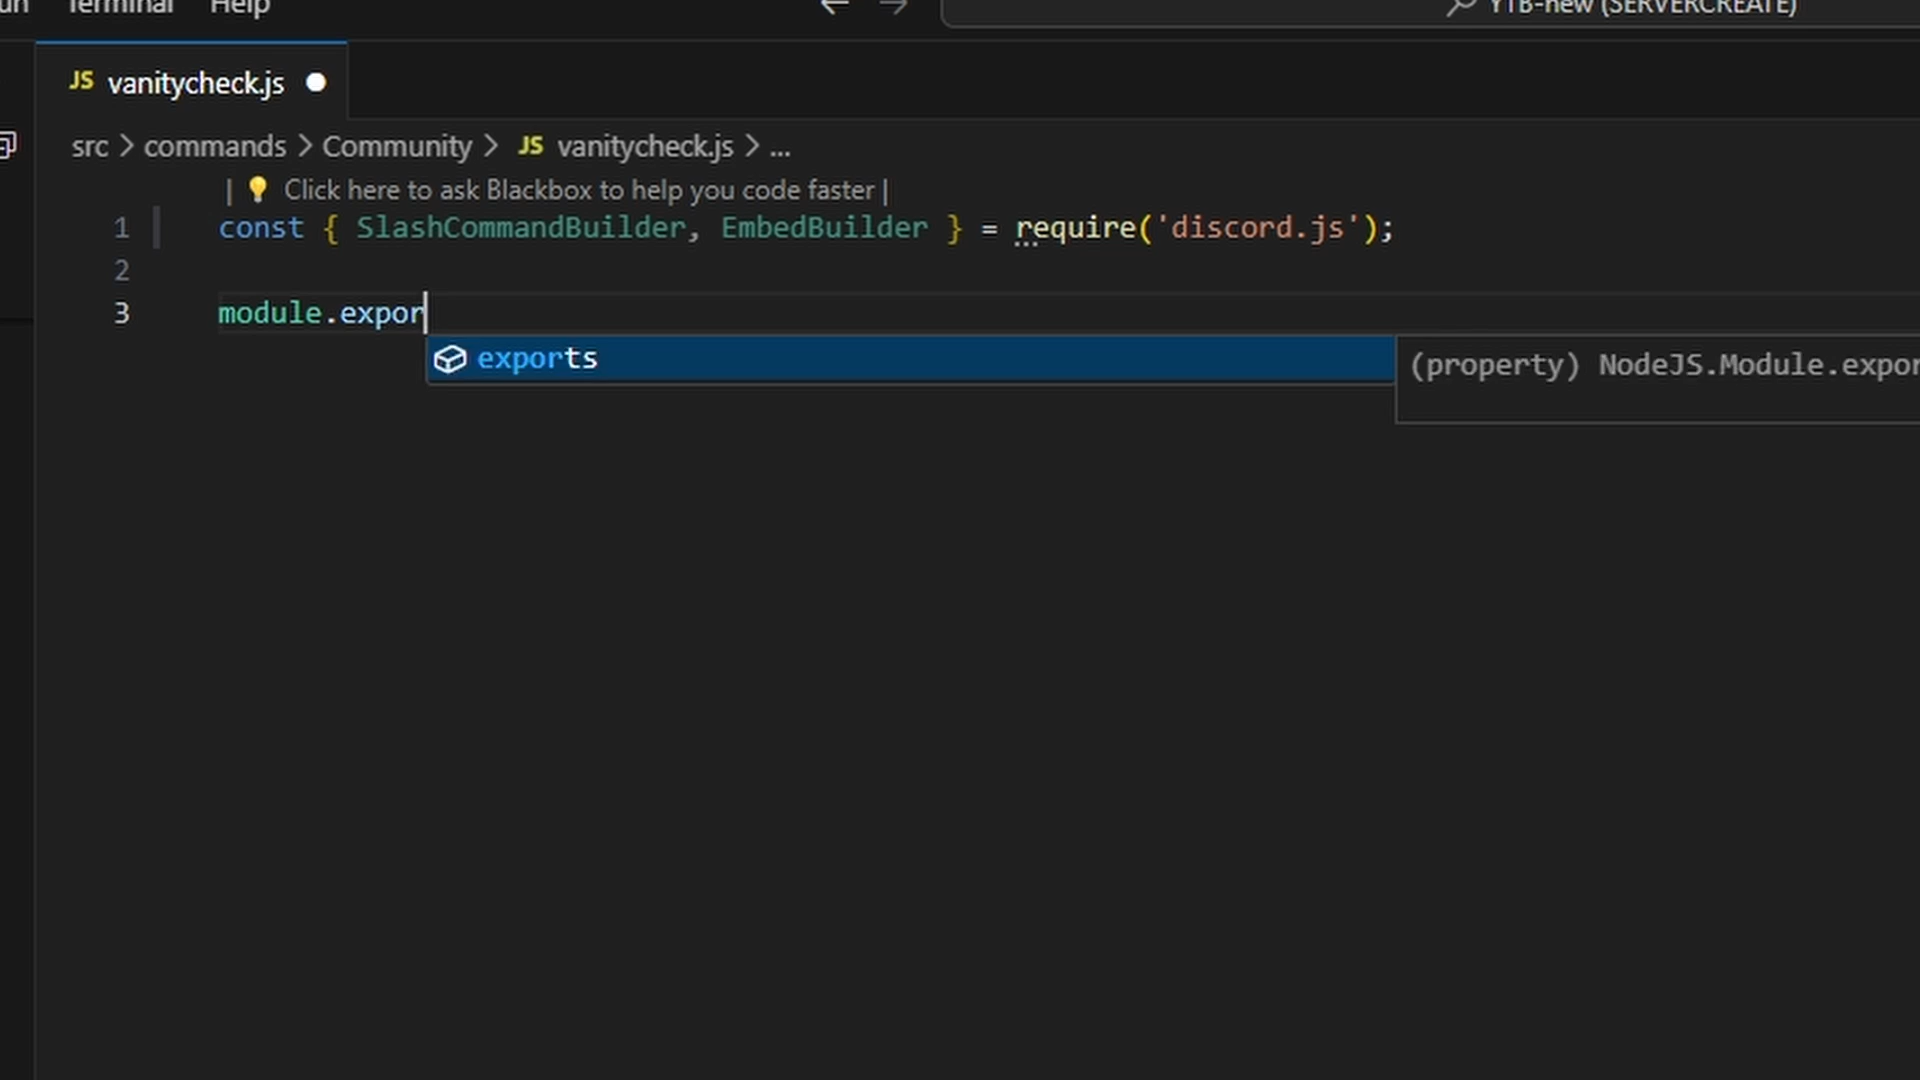 Terminal Help YTB-new (SERVERCREATE)
JS vanitycheck.js
src > commands > Community > JS vanitycheck.js > ...
| 💡 Click here to ask Blackbox to help you code faster |
1 const { SlashCommandBuilder, EmbedBuilder } = require('discord.js');
2
3 module.expor
exports
(property) NodeJS.Module.expor